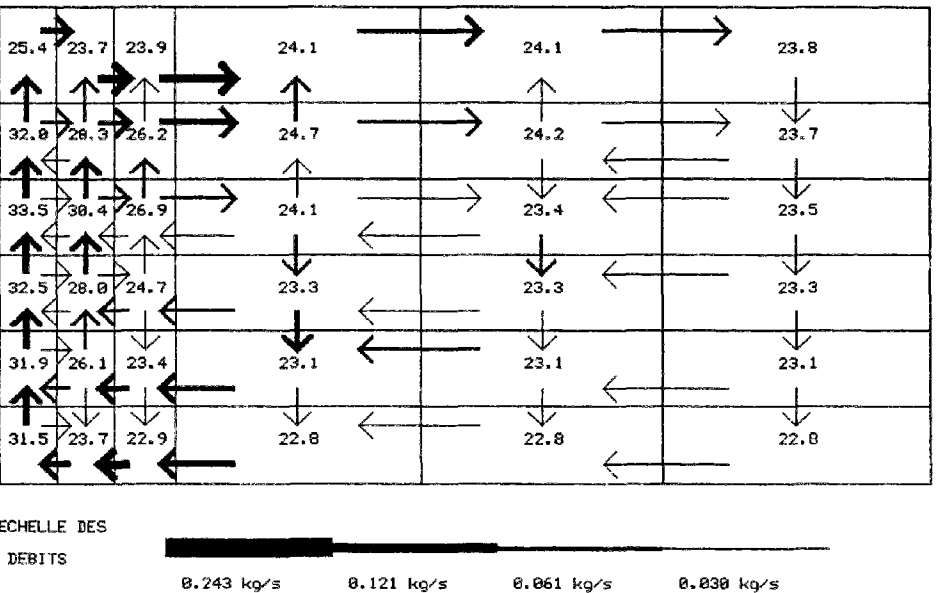 25.4 23.7 23.9 24.1 24.1 23.8
32.0 28.3 26.2 24.7 24.2 23.7
33.5 30.4 26.9 24.1 23.4 23.5
32.5 28.0 24.7 23.3 23.3 23.3
31.9 26.1 23.4 23.1 23.1 23.1
31.5 23.7 22.9 22.8 22.8 22.8
ECHELLE DES
DEBITS
0.243 kg/s 0.121 kg/s 0.061 kg/s 0.030 kg/s